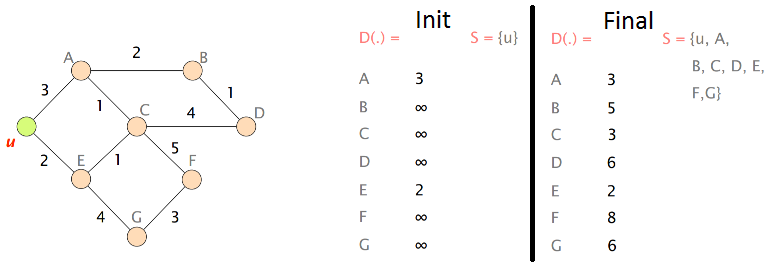 A
2
B
3
1
1
C
4
D
u
2
E
1
5
F
4
G
3
Init
D(.) = S = {u}
A 3
B ∞
C ∞
D ∞
E 2
F ∞
G ∞
Final
D(.) = S = {u, A,
B, C, D, E,
F,G}
A 3
B 5
C 3
D 6
E 2
F 8
G 6